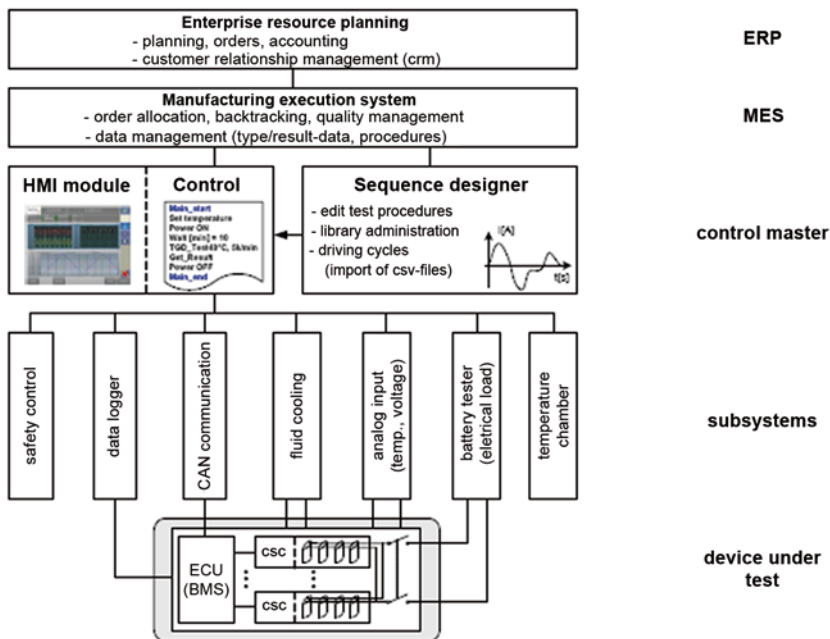 Enterprise resource planning
- planning, orders, accounting
- customer relationship management (crm)
ERP
Manufacturing execution system
- order allocation, backtracking, quality management
- data management (type/result-data, procedures)
MES
HMI module
Control
Main_start
Set temperature
Power ON
Wait [min] = 10
TGD_Test40°C, 5k/min
Get_Result
Power OFF
Main_end
Sequence designer
- edit test procedures
- library administration
- driving cycles
(import of csv-files)
I[A]
t[s]
control master
safety control
data logger
CAN communication
fluid cooling
analog input
(temp., voltage)
battery tester
(eletrical load)
temperature
chamber
subsystems
ECU
(BMS)
CSC
CSC
device under
test